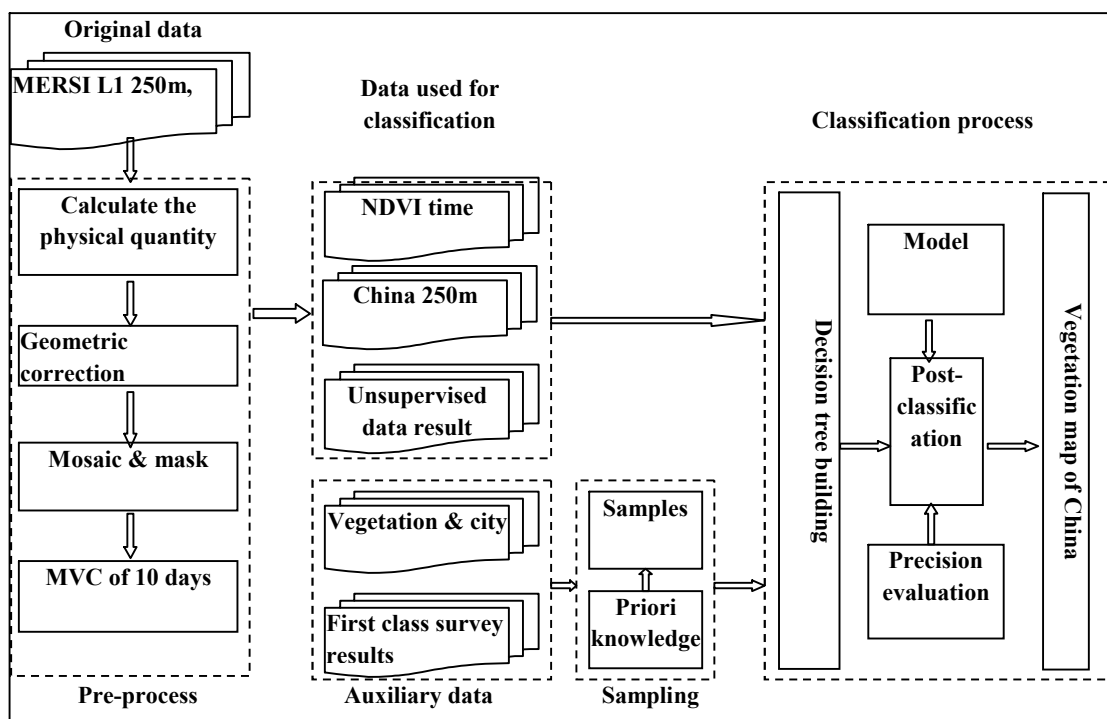 Original data
MERSI L1 250m,
Calculate the
physical quantity
Geometric
correction
Mosaic & mask
MVC of 10 days
Pre-process
Data used for
classification
NDVI time
China 250m
Unsupervised
data result
Vegetation & city
First class survey
results
Auxiliary data
Samples
Priori
knowledge
Sampling
Classification process
Decision tree building
Model
Post-
classific
ation
Precision
evaluation
Vegetation map of China